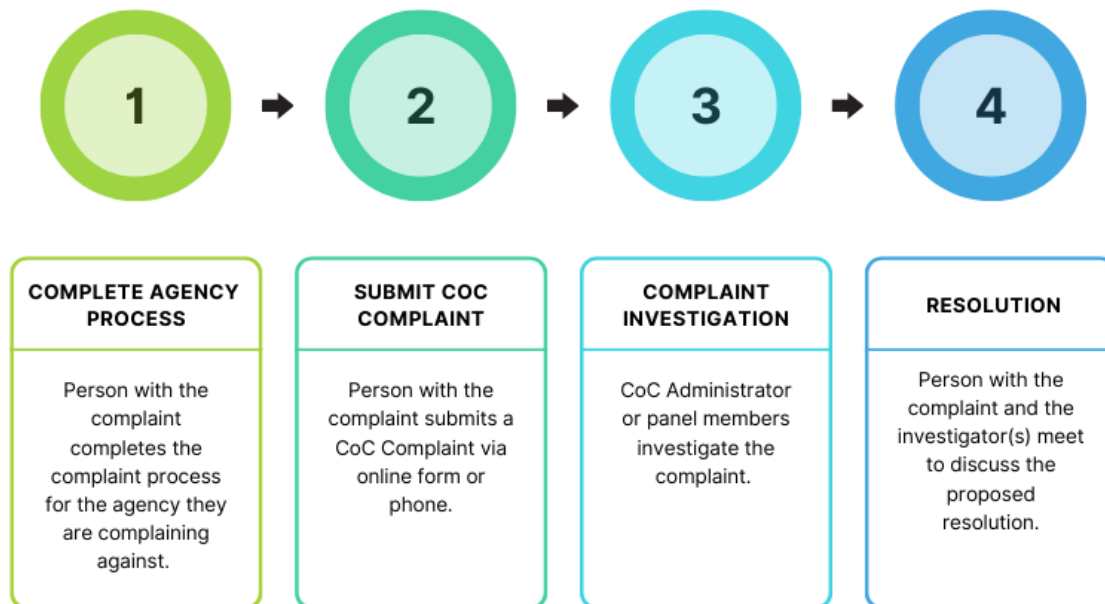 1
2
3
4
COMPLETE AGENCY
PROCESS
Person with the
complaint
completes the
complaint process
for the agency they
are complaining
against.
SUBMIT COC
COMPLAINT
Person with the
complaint submits a
CoC Complaint via
online form or
phone.
COMPLAINT
INVESTIGATION
CoC Administrator
or panel members
investigate the
complaint.
RESOLUTION
Person with the
complaint and the
investigator(s) meet
to discuss the
proposed
resolution.